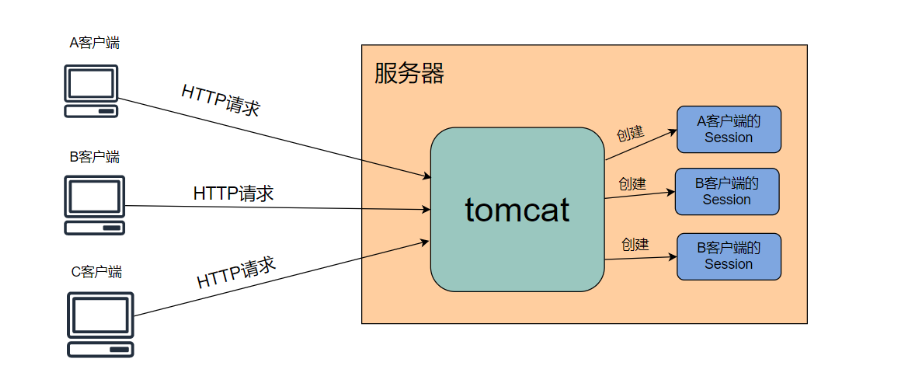 A客户端
HTTP请求
B客户端
HTTP请求
C客户端
HTTP请求
服务器
tomcat
创建
A客户端的
Session
创建
B客户端的
Session
创建
B客户端的
Session